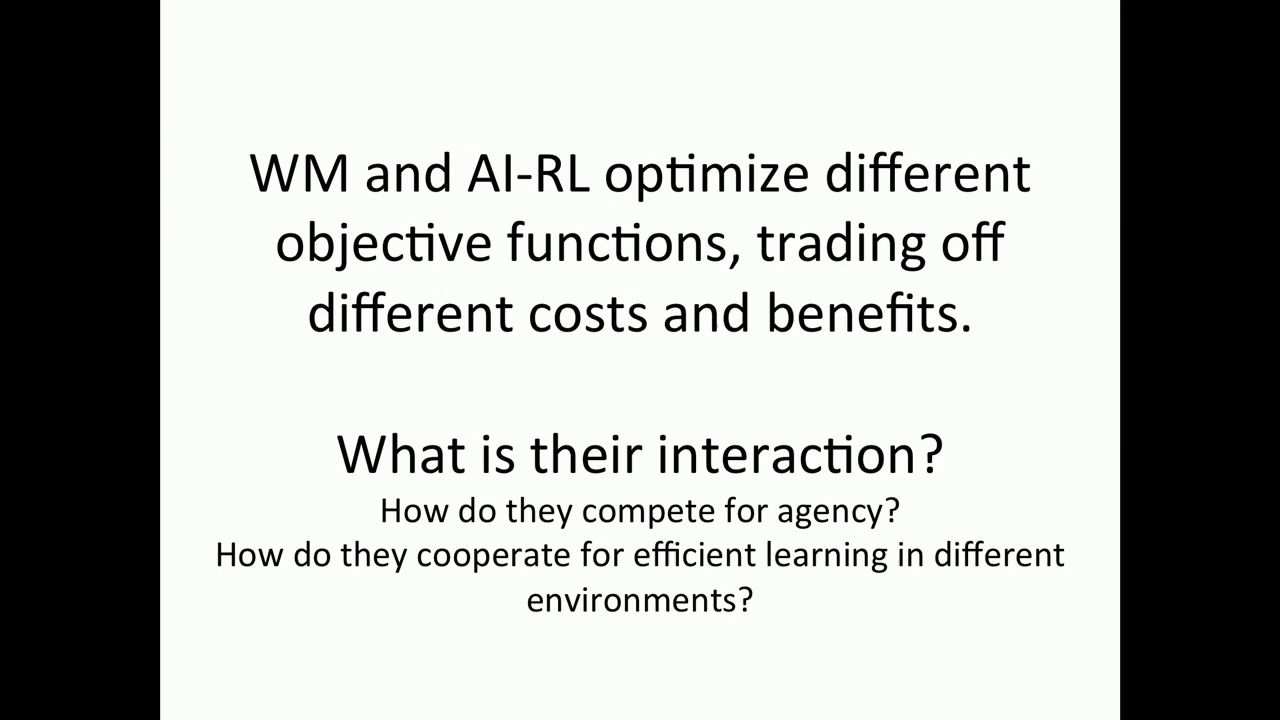 WM and AI-RL optimize different
objective functions, trading off
different costs and benefits.
What is their interaction?
How do they compete for agency?
How do they cooperate for efficient learning in different
environments?